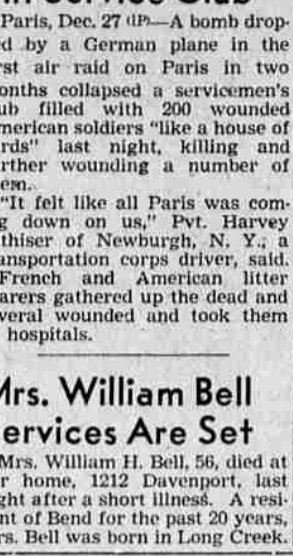 n Service Club
Paris, Dec. 27 (IP)—A bomb drop-
ed by a German plane in the
rst air raid on Paris in two
onths collapsed a servicemen's
ub filled with 200 wounded
merican soldiers "like a house of
rds" last night, killing and
rther wounding a number of
em.
"It felt like all Paris was com-
g down on us," Pvt. Harvey
thiser of Newburgh, N. Y., a
ansportation corps driver, said.
French and American litter
arers gathered up the dead and
veral wounded and took them
hospitals.
Mrs. William Bell
ervices Are Set
Mrs. William H. Bell, 56, died at
r home, 1212 Davenport, last
ght after a short illness. A resi-
nt of Bend for the past 20 years,
rs. Bell was born in Long Creek.